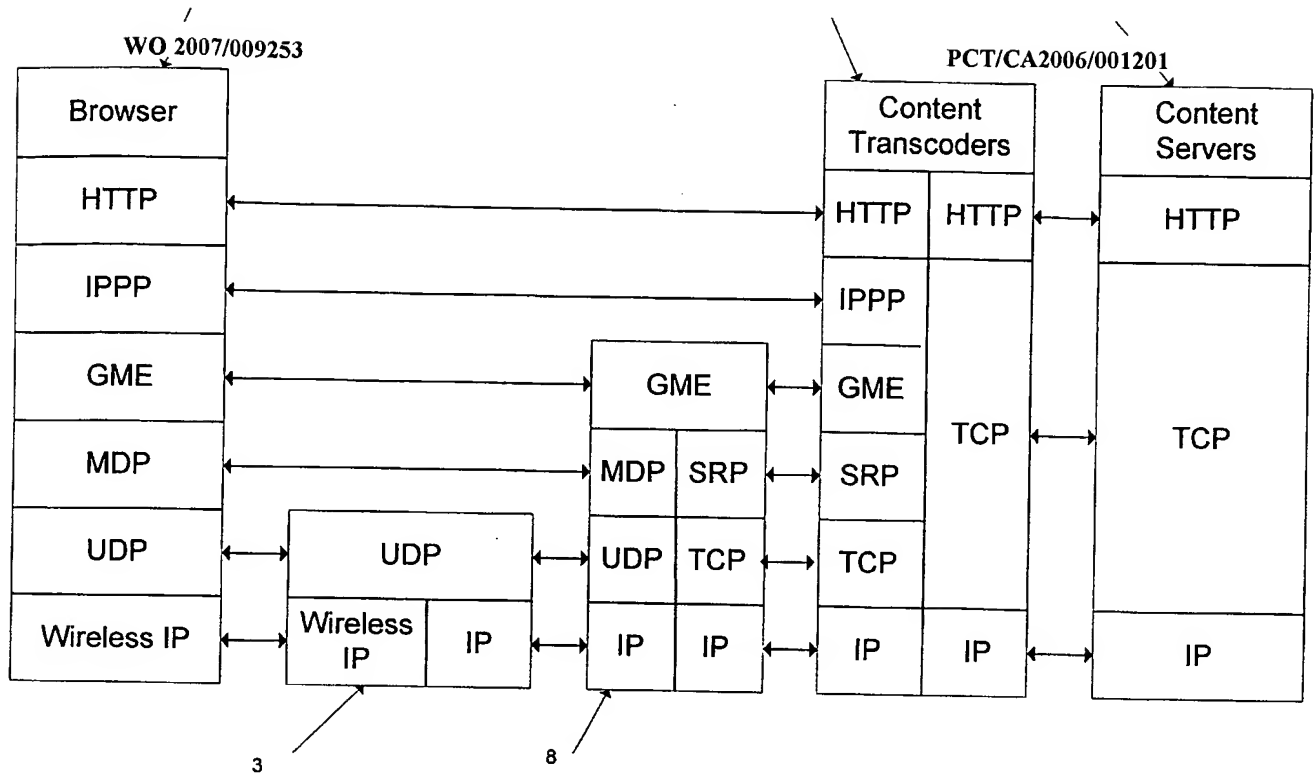 WO 2007/009253
PCT/CA2006/001201
Browser
HTTP
IPPP
GME
MDP
UDP
Wireless IP
UDP
Wireless
IP
IP
3
GME
MDP
SRP
UDP
TCP
IP
IP
8
Content
Transcoders
HTTP
HTTP
IPPP
GME
SRP
TCP
IP
TCP
IP
Content
Servers
HTTP
TCP
IP